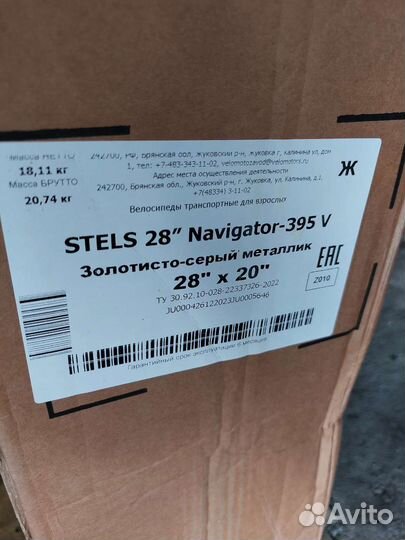 Масса НЕТТО
18,11 кг
Масса БРУТТО
20,74 кг
242700, РФ, Брянская обл, Жуковский р-н, Жуковка г, Калинина ул, дом
1, тел: +7-483-343-11-02, velomotozavod@velomotors.ru
Адрес места осуществления деятельности:
242700, Брянская обл., Жуковский р-н, г. Жуковка, ул. Калинина, д.1,
+7(48334) 3-11-02
Ж
Велосипеды транспортные для взрослых
STELS 28" Navigator-395 V
Золотисто-серый металлик
28" x 20"
ТУ 30.92.10-028-22337326-2022
JU000426122023JU0005646
EAC
Z010
Гарантийный срок эксплуатации 6 месяцев
Avito